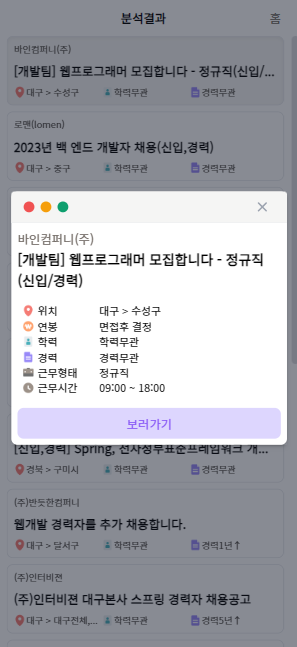 분석결과
홈
바인컴퍼니(주)
[개발팀] 웹프로그래머 모집합니다 - 정규직(신입/...
대구 > 수성구
학력무관
경력무관
로맨(lomen)
2023년 백 엔드 개발자 채용(신입,경력)
대구 > 중구
학력무관
경력무관
바인컴퍼니(주)
[개발팀] 웹프로그래머 모집합니다 - 정규직
(신입/경력)
위치 대구 > 수성구
연봉 면접후 결정
학력 학력무관
경력 경력무관
근무형태 정규직
근무시간 09:00 ~ 18:00
보러가기
[신입,경력] Spring, 전자정부표준프레임워크 개...
경북 > 구미시
학력무관
경력무관
(주)반듯한컴퍼니
웹개발 경력자를 추가 채용합니다.
대구 > 달서구
학력무관
경력1년↑
(주)인터비젼
(주)인터비젼 대구본사 스프링 경력자 채용공고
대구 > 대구전체,...
학력무관
경력5년↑